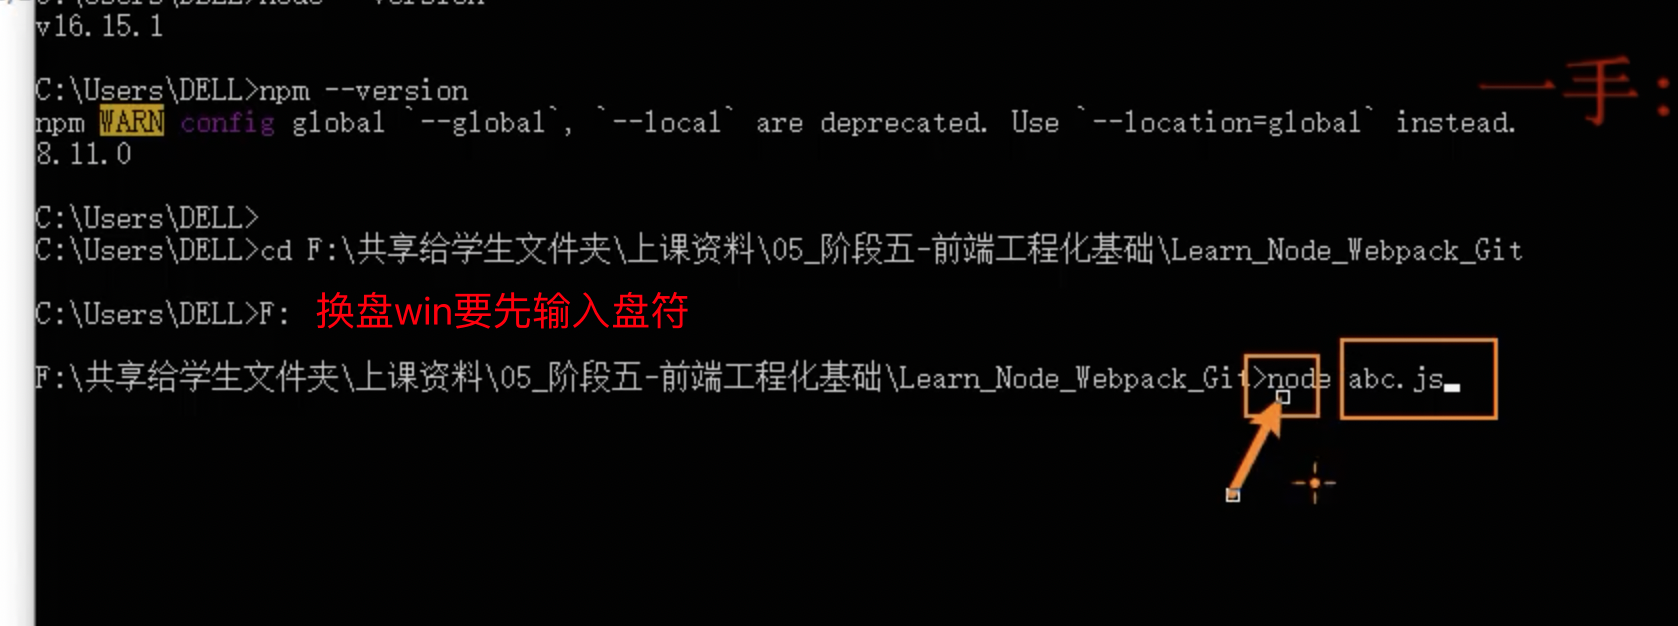 v16.15.1
一手:
C:\Users\DELL>npm --version
npm WARN config global `--global`, `--local` are deprecated. Use `--location=global` instead.
8.11.0
C:\Users\DELL>
C:\Users\DELL>cd F:\共享给学生文件夹\上课资料\05_阶段五-前端工程化基础\Learn_Node_Webpack_Git
C:\Users\DELL>F: 换盘win要先输入盘符
F:\共享给学生文件夹\上课资料\05_阶段五-前端工程化基础\Learn_Node_Webpack_Git>node abc.js